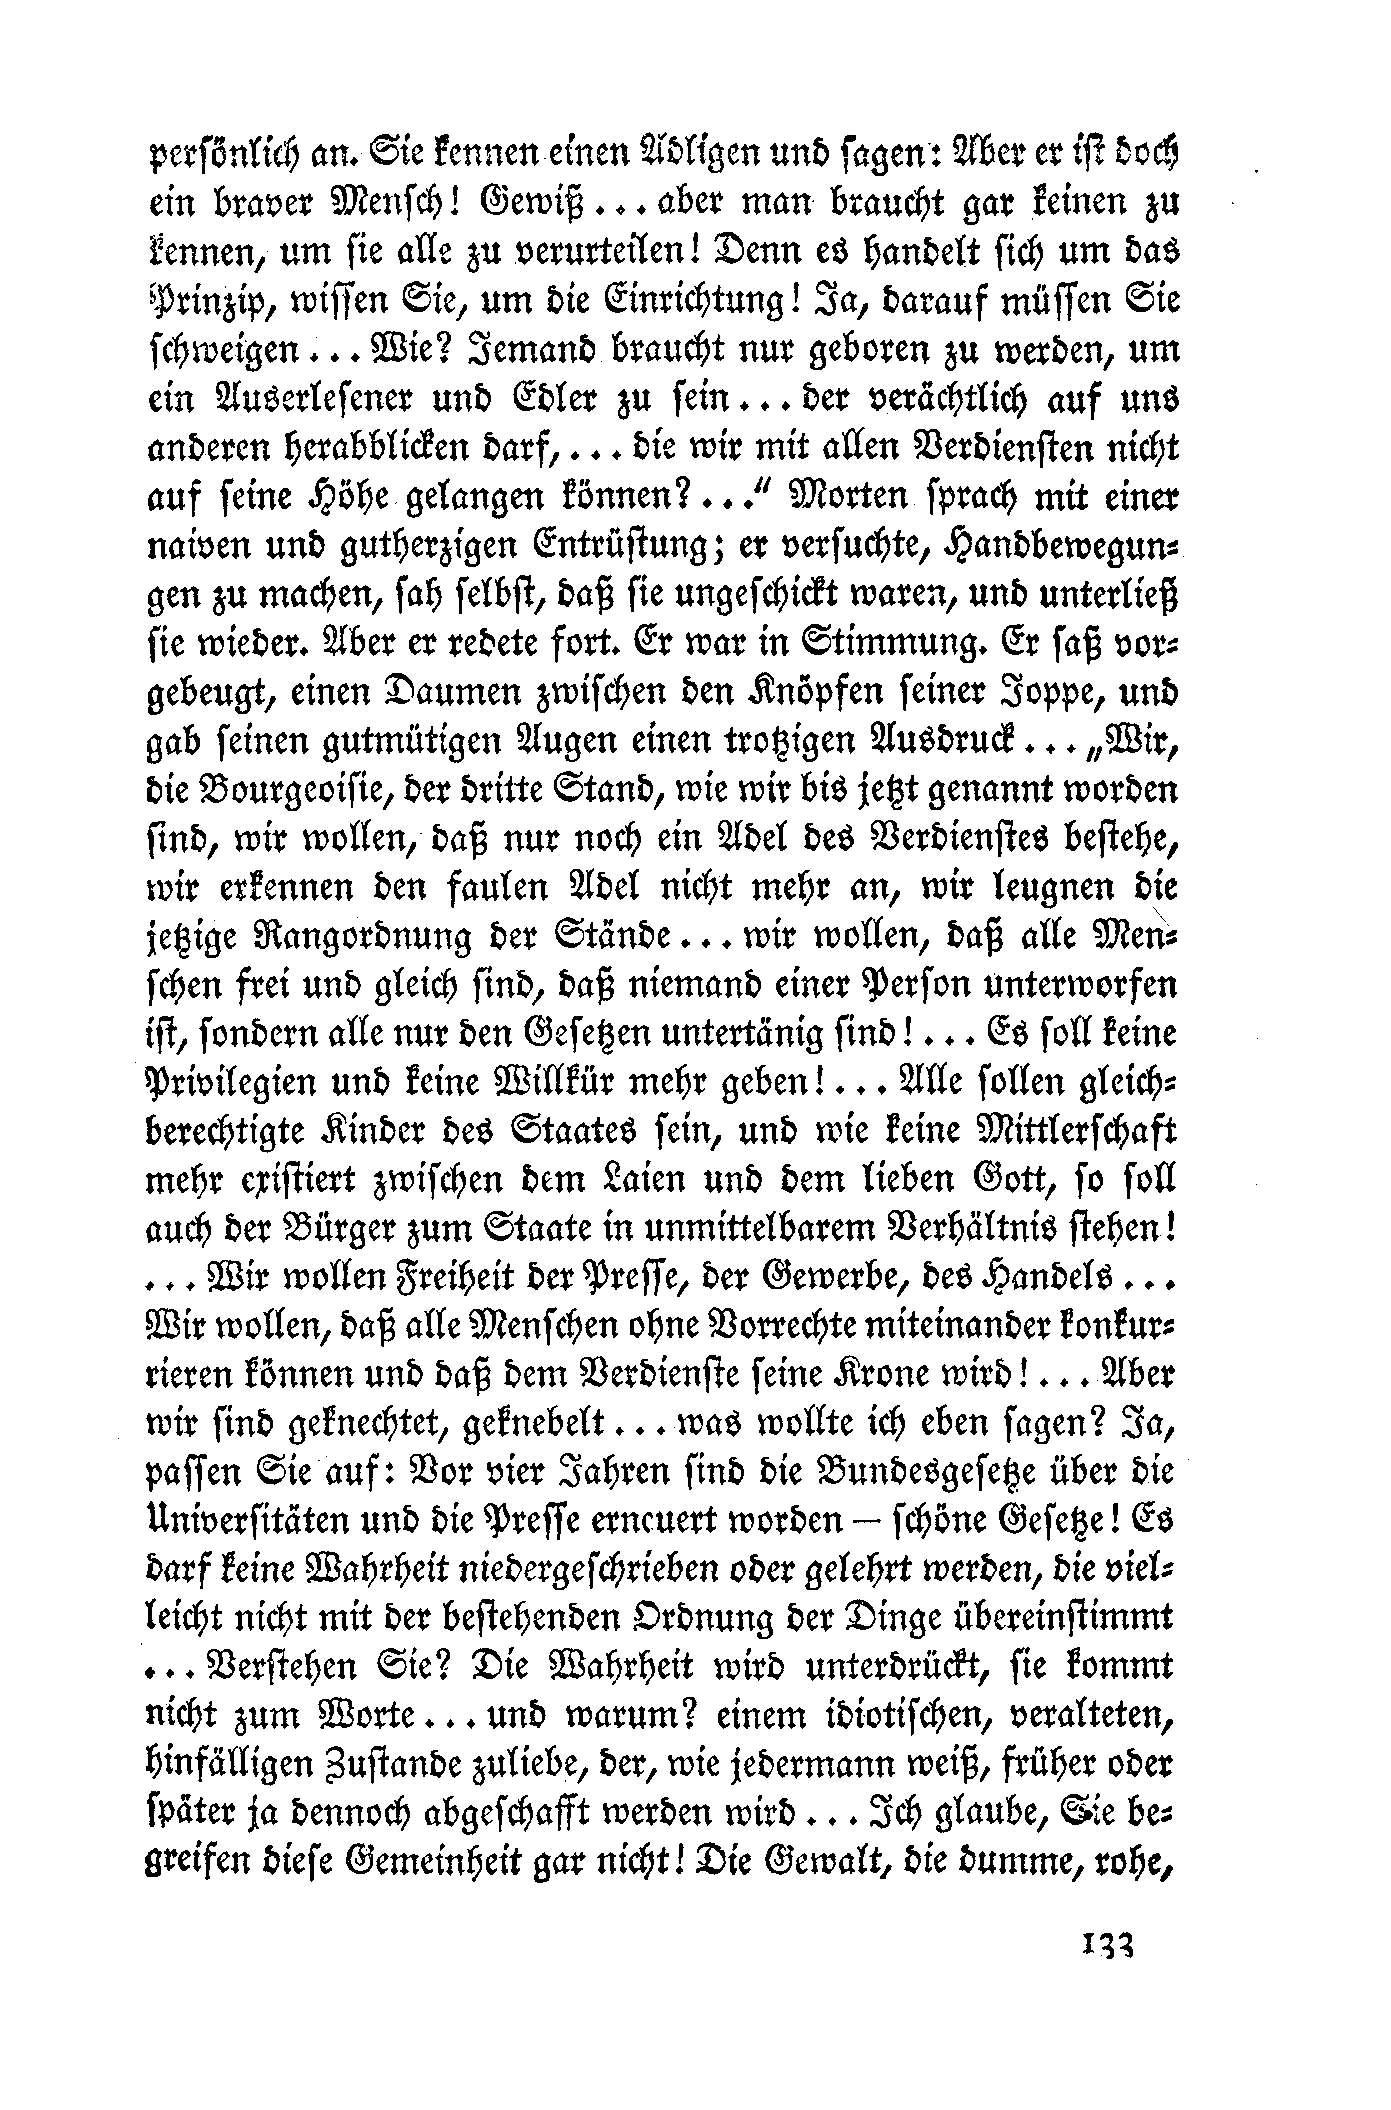 persönlich an. Sie kennen einen Adligen und sagen: Aber er ist doch
ein braver Mensch! Gewiß... aber man braucht gar keinen zu
kennen, um sie alle zu verurteilen! Denn es handelt sich um das
Prinzip, wissen Sie, um die Einrichtung! Ja, darauf müssen Sie
schweigen... Wie? Jemand braucht nur geboren zu werden, um
ein Auserlesener und Edler zu sein... der verächtlich auf uns
anderen herabblicken darf,... die wir mit allen Verdiensten nicht
auf seine Höhe gelangen können?...“ Morten sprach mit einer
naiven und gutherzigen Entrüstung; er versuchte, Handbewegun-
gen zu machen, sah selbst, daß sie ungeschickt waren, und unterließ
sie wieder. Aber er redete fort. Er war in Stimmung. Er saß vor-
gebeugt, einen Daumen zwischen den Knöpfen seiner Joppe, und
gab seinen gutmütigen Augen einen trotzigen Ausdruck... „Wir,
die Bourgeoisie, der dritte Stand, wie wir bis jetzt genannt worden
sind, wir wollen, daß nur noch ein Adel des Verdienstes bestehe,
wir erkennen den faulen Adel nicht mehr an, wir leugnen die
jetzige Rangordnung der Stände... wir wollen, daß alle Men-
schen frei und gleich sind, daß niemand einer Person unterworfen
ist, sondern alle nur den Gesetzen untertänig sind!... Es soll keine
Privilegien und keine Willkür mehr geben!... Alle sollen gleich-
berechtigte Kinder des Staates sein, und wie keine Mittlerschaft
mehr existiert zwischen dem Laien und dem lieben Gott, so soll
auch der Bürger zum Staate in unmittelbarem Verhältnis stehen!
... Wir wollen Freiheit der Presse, der Gewerbe, des Handels...
Wir wollen, daß alle Menschen ohne Vorrechte miteinander konkur-
rieren können und daß dem Verdienste seine Krone wird!... Aber
wir sind geknechtet, geknebelt... was wollte ich eben sagen? Ja,
passen Sie auf: Vor vier Jahren sind die Bundesgesetze über die
Universitäten und die Presse erneuert worden — schöne Gesetze! Es
darf keine Wahrheit niedergeschrieben oder gelehrt werden, die viel-
leicht nicht mit der bestehenden Ordnung der Dinge übereinstimmt
... Verstehen Sie? Die Wahrheit wird unterdrückt, sie kommt
nicht zum Worte... und warum? einem idiotischen, veralteten,
hinfälligen Zustande zuliebe, der, wie jedermann weiß, früher oder
später ja dennoch abgeschafft werden wird... Ich glaube, Sie be-
greifen diese Gemeinheit gar nicht! Die Gewalt, die dumme, rohe,
133